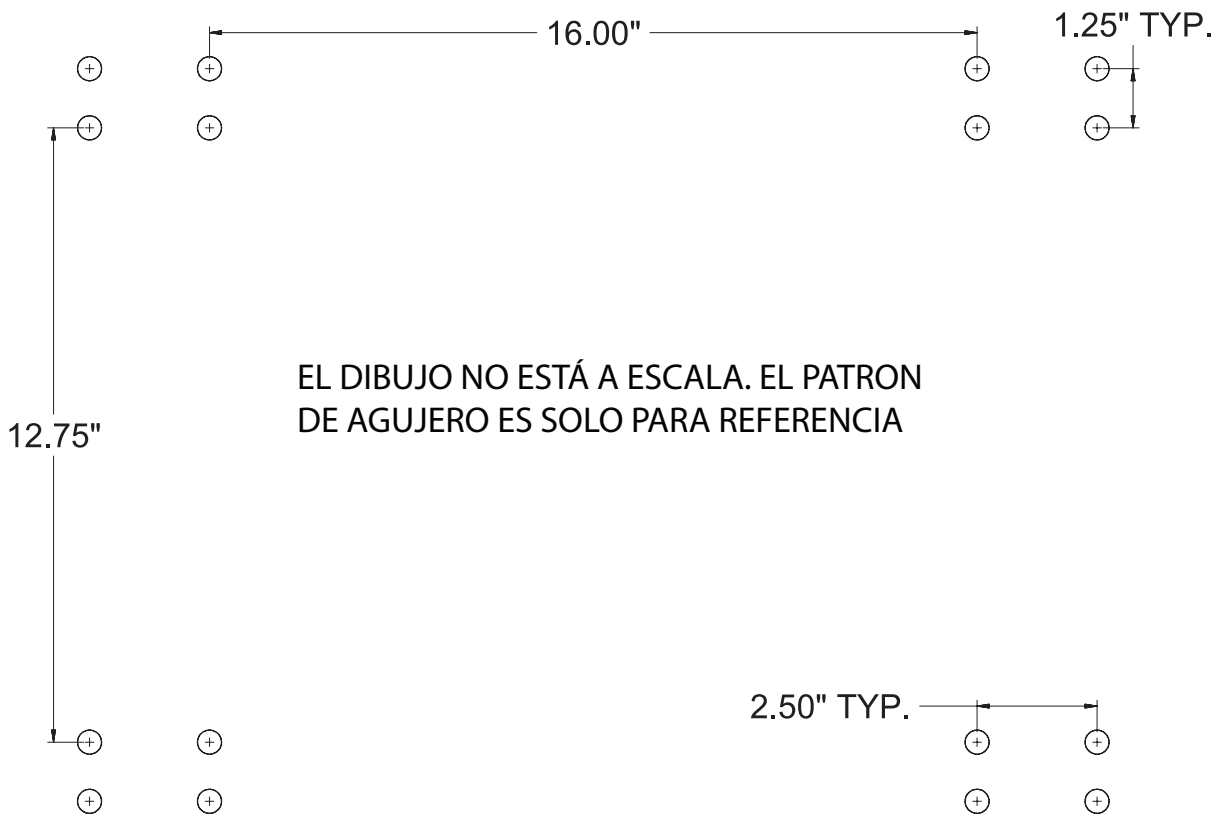 16.00"
1.25" TYP.
EL DIBUJO NO ESTÁ A ESCALA. EL PATRON
DE AGUJERO ES SOLO PARA REFERENCIA
12.75"
2.50" TYP.